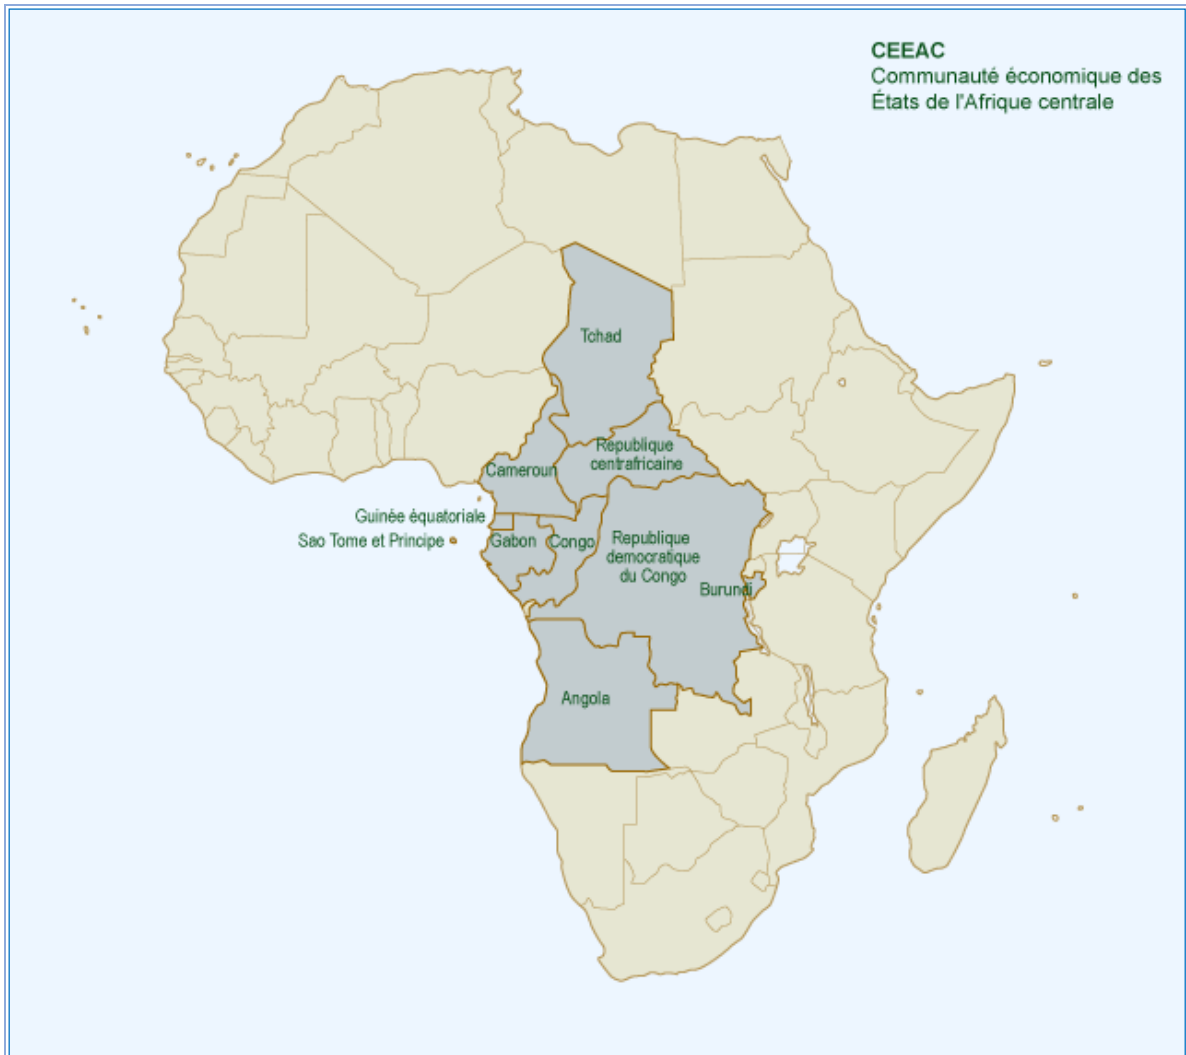 CEEAC
Communauté économique des
États de l'Afrique centrale
Tchad
Republique
centrafricaine
Cameroun
Guinée équatoriale
Sao Tome et Principe
Gabon
Congo
Republique
democratique
du Congo
Burundi
Angola